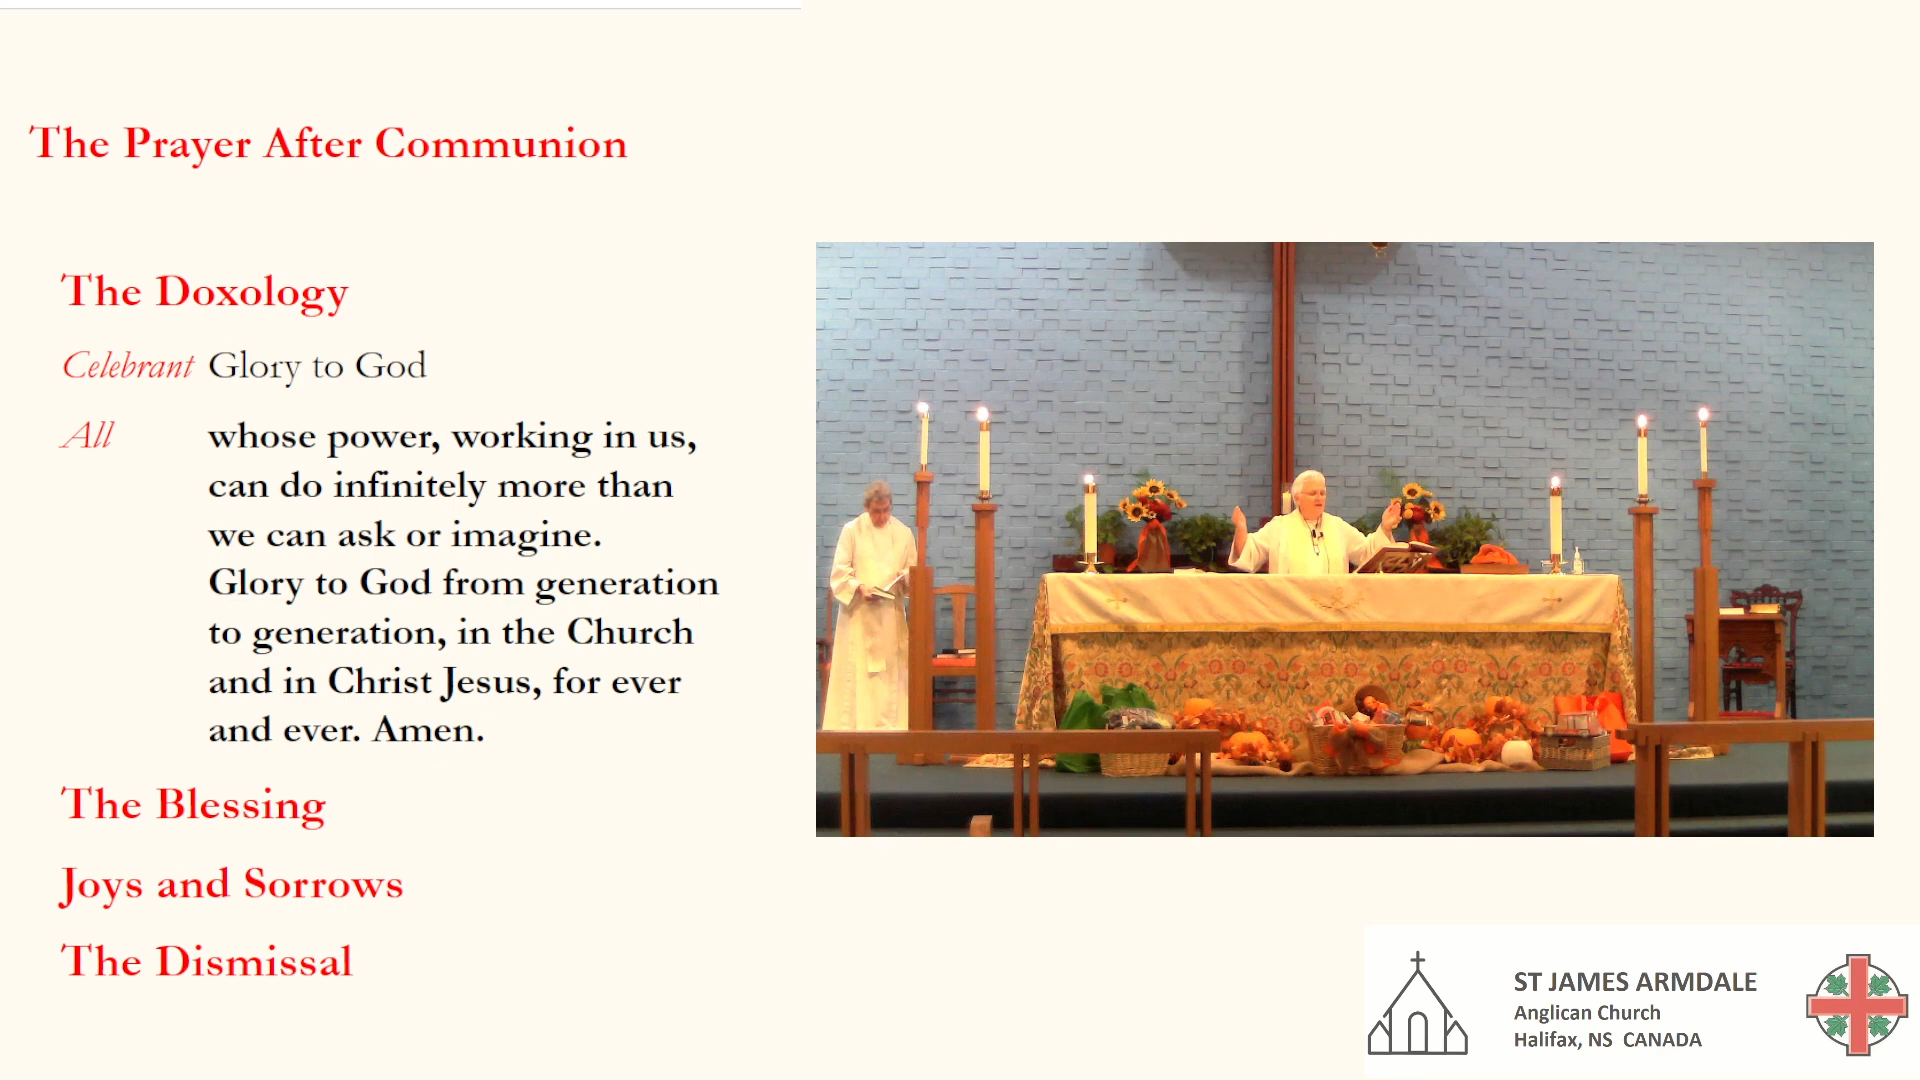 The Prayer After Communion
The Doxology
Celebrant Glory to God
All whose power, working in us,
can do infinitely more than
we can ask or imagine.
Glory to God from generation
to generation, in the Church
and in Christ Jesus, for ever
and ever. Amen.
The Blessing
Joys and Sorrows
The Dismissal
ST JAMES ARMDALE
Anglican Church
Halifax, NS CANADA